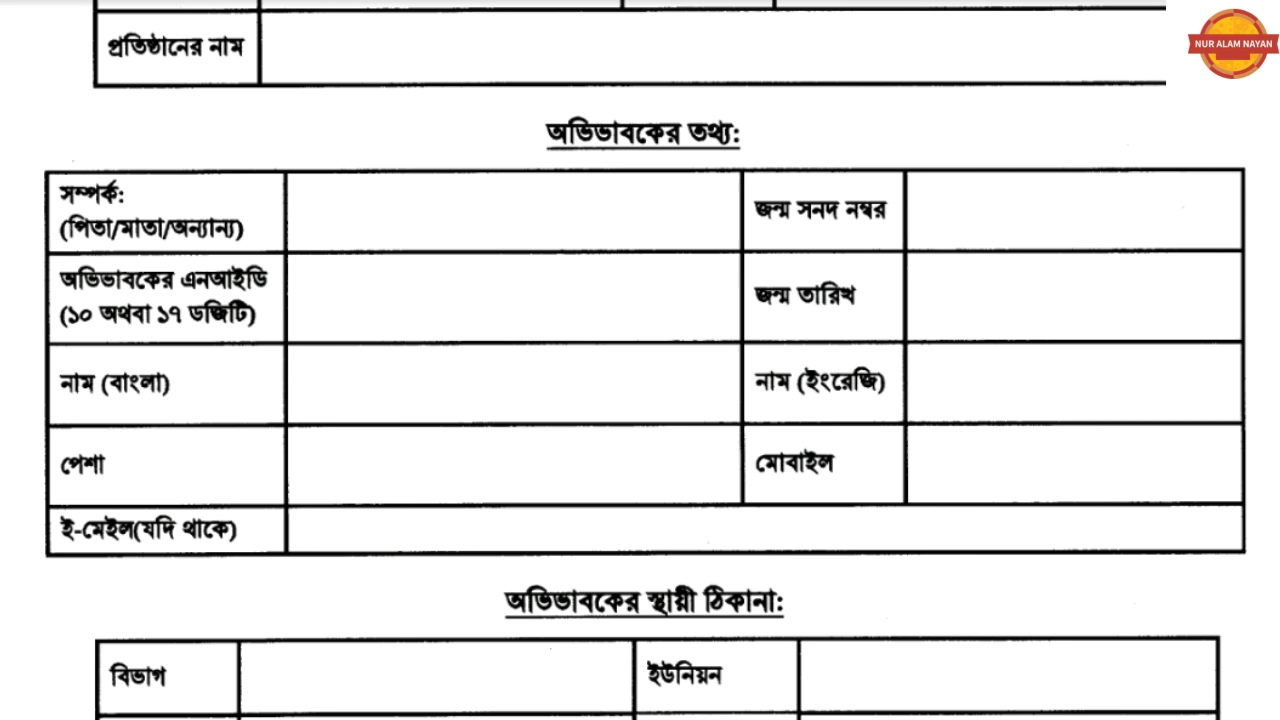 NUR ALAM NAYAN
প্রতিষ্ঠানের নাম
অভিভাবকের তথ্য:
সম্পর্ক:
(পিতা/মাতা/অন্যান্য)
জন্ম সনদ নম্বর
অভিভাবকের এনআইডি
(১০ অথবা ১৭ ডজিটি)
জন্ম তারিখ
নাম (বাংলা)
নাম (ইংরেজি)
পেশা
মোবাইল
ই-মেইল(যদি থাকে)
অভিভাবকের স্থায়ী ঠিকানা:
বিভাগ
ইউনিয়ন